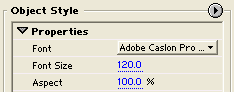 Object Style
Properties
Font Adobe Caslon Pro ...
Font Size 120.0
Aspect 100.0 %